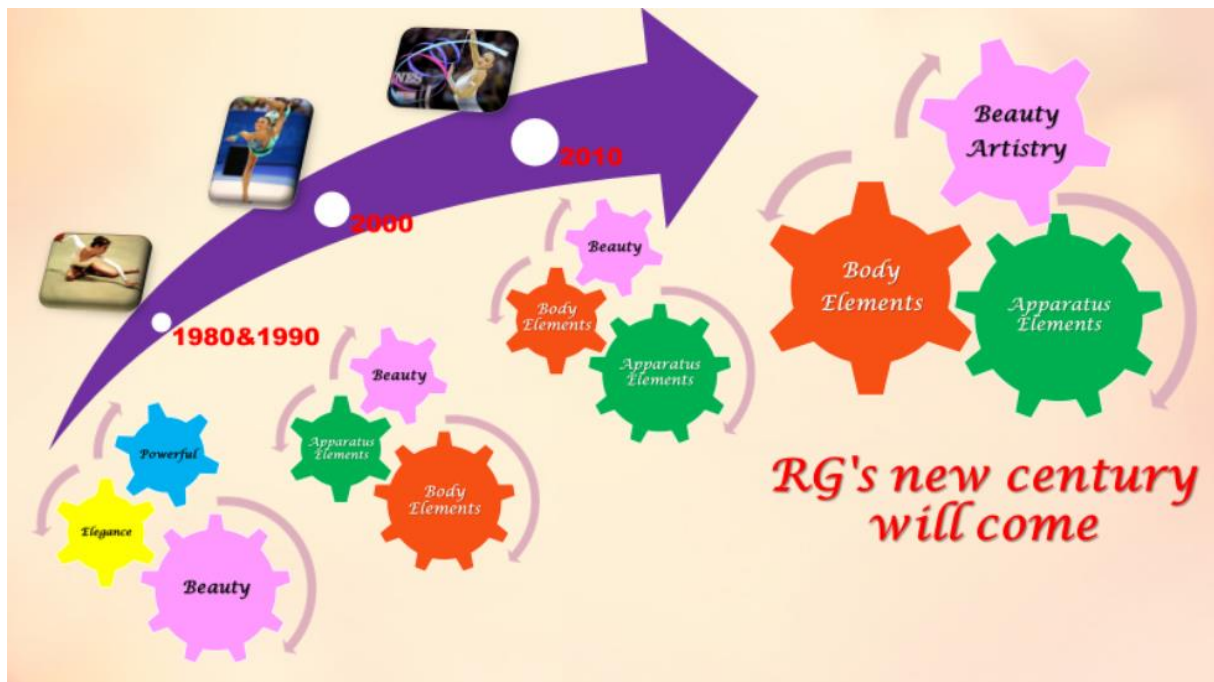 NES
2010
2000
1980&1990
Powerful
Elegance
Beauty
Beauty
Apparatus
Elements
Body
Elements
Beauty
Body
Elements
Apparatus
Elements
Beauty
Artistry
Body
Elements
Apparatus
Elements
RG's new century
will come